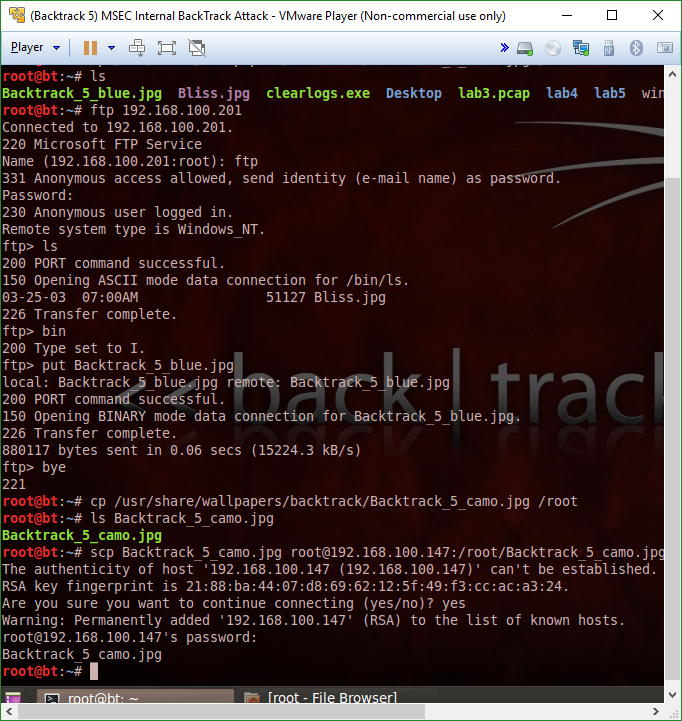 (Backtrack 5) MSEC Internal BackTrack Attack - VMware Player (Non-commercial use only)
Player
root@bt:~# ls
Backtrack_5_blue.jpg Bliss.jpg clearlogs.exe Desktop lab3.pcap lab4 lab5 win
root@bt:~# ftp 192.168.100.201
Connected to 192.168.100.201.
220 Microsoft FTP Service
Name (192.168.100.201:root): ftp
331 Anonymous access allowed, send identity (e-mail name) as password.
Password:
230 Anonymous user logged in.
Remote system type is Windows_NT.
ftp> ls
200 PORT command successful.
150 Opening ASCII mode data connection for /bin/ls.
03-25-03 07:00AM 51127 Bliss.jpg
226 Transfer complete.
ftp> bin
200 Type set to I.
ftp> put Backtrack_5_blue.jpg
local: Backtrack_5_blue.jpg remote: Backtrack_5_blue.jpg
200 PORT command successful.
150 Opening BINARY mode data connection for Backtrack_5_blue.jpg.
226 Transfer complete.
880117 bytes sent in 0.06 secs (15224.3 kB/s)
ftp> bye
221
root@bt:~# cp /usr/share/wallpapers/backtrack/Backtrack_5_camo.jpg /root
root@bt:~# ls Backtrack_5_camo.jpg
Backtrack_5_camo.jpg
root@bt:~# scp Backtrack_5_camo.jpg root@192.168.100.147:/root/Backtrack_5_camo.jpg
The authenticity of host '192.168.100.147 (192.168.100.147)' can't be established.
RSA key fingerprint is 21:88:ba:44:07:d8:69:62:12:5f:49:f3:cc:ac:a3:24.
Are you sure you want to continue connecting (yes/no)? yes
Warning: Permanently added '192.168.100.147' (RSA) to the list of known hosts.
root@192.168.100.147's password:
Backtrack_5_camo.jpg
root@bt:~#
<< back | track
root@bt: ~
[root - File Browser]